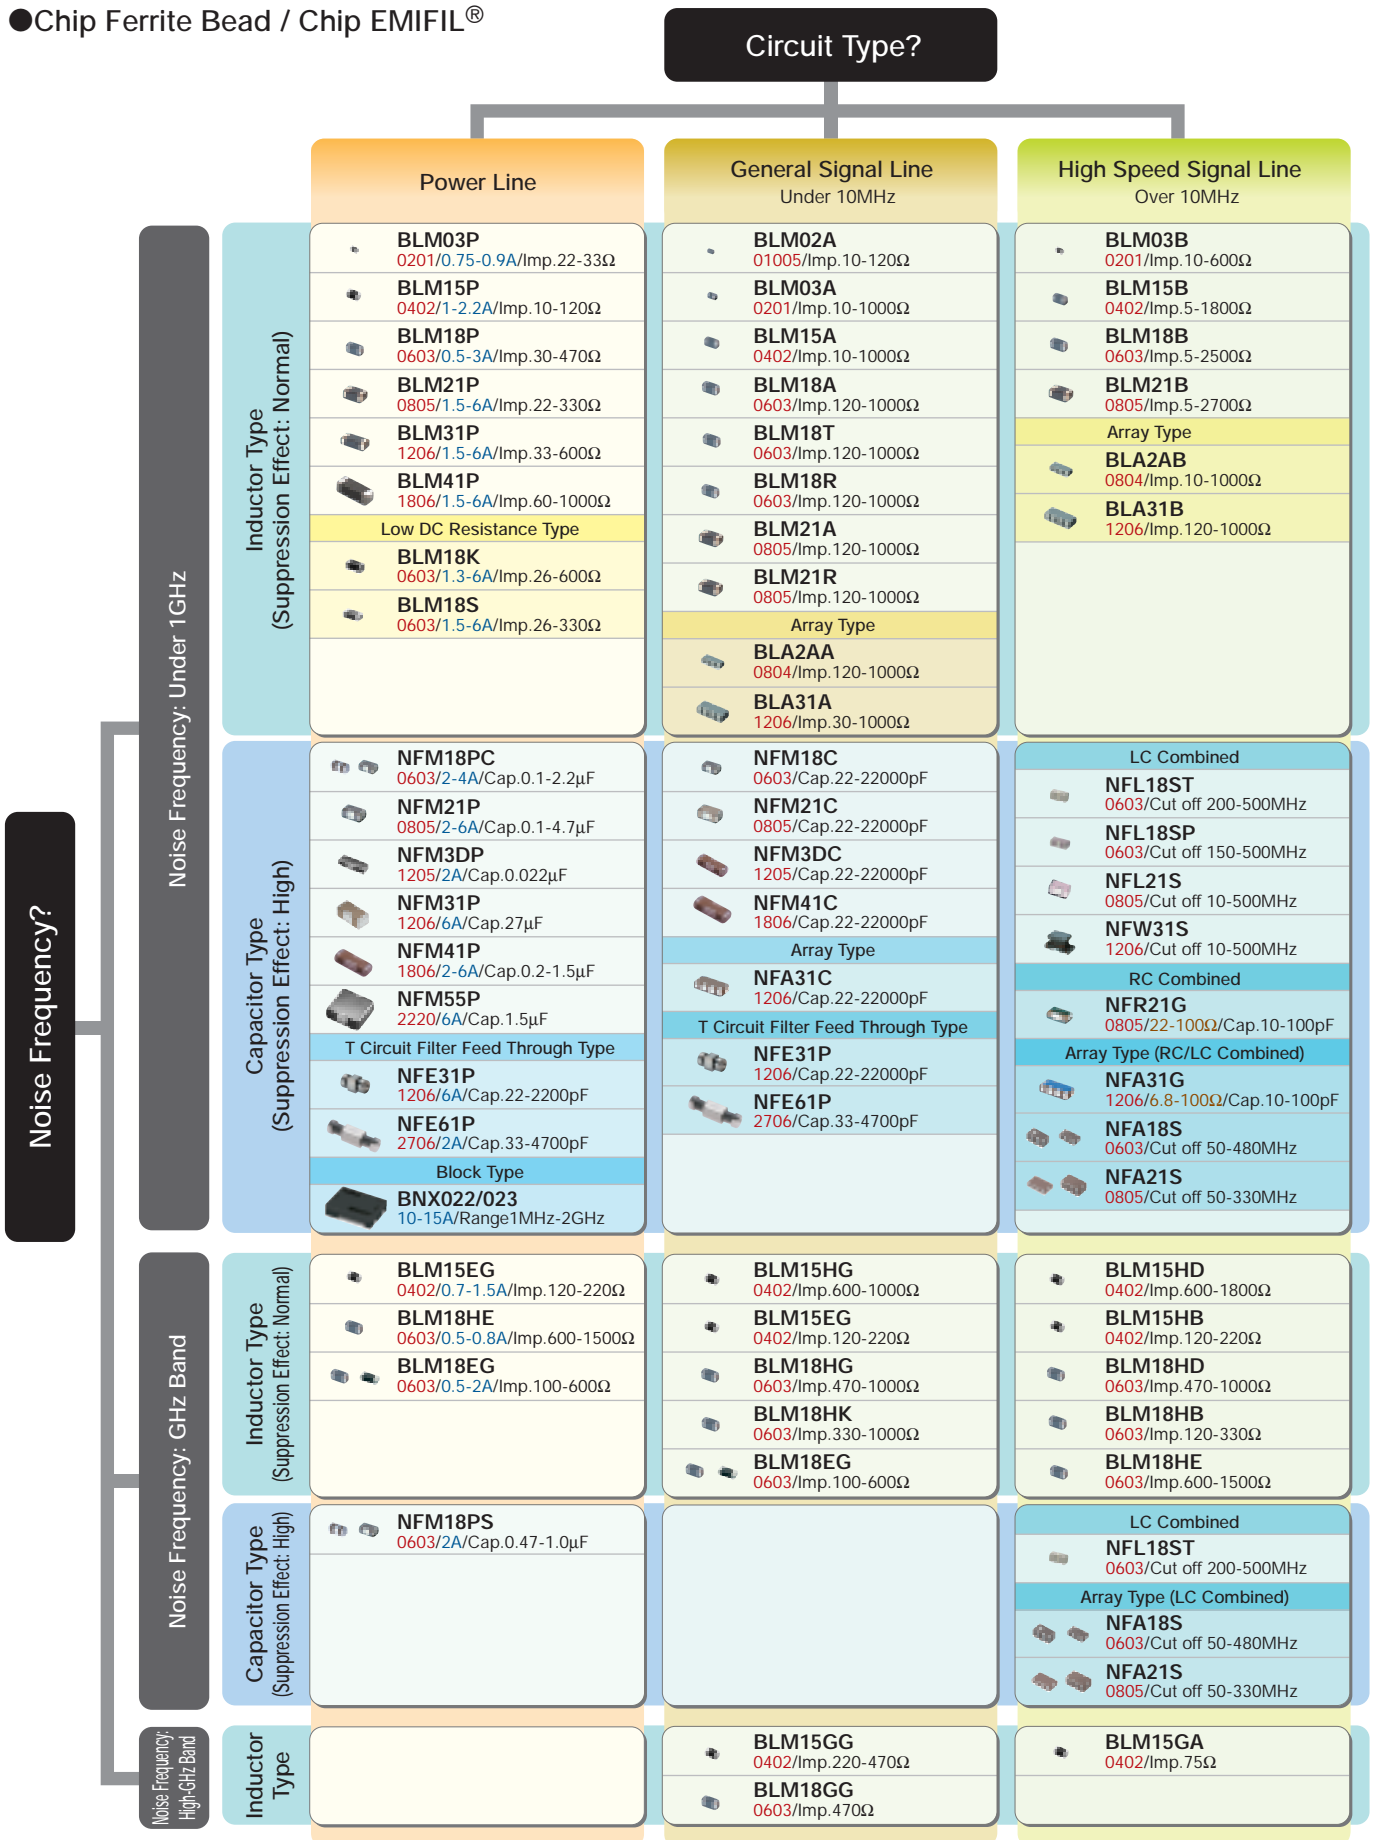 ●Chip Ferrite Bead / Chip EMIFIL®
Circuit Type?
Power Line
General Signal Line
Under 10MHz
High Speed Signal Line
Over 10MHz
Noise Frequency?
Noise Frequency: Under 1GHz
Inductor Type
(Suppression Effect: Normal)
BLM03P
0201/0.75-0.9A/Imp.22-33Ω
BLM15P
0402/1-2.2A/Imp.10-120Ω
BLM18P
0603/0.5-3A/Imp.30-470Ω
BLM21P
0805/1.5-6A/Imp.22-330Ω
BLM31P
1206/1.5-6A/Imp.33-600Ω
BLM41P
1806/1.5-6A/Imp.60-1000Ω
Low DC Resistance Type
BLM18K
0603/1.3-6A/Imp.26-600Ω
BLM18S
0603/1.5-6A/Imp.26-330Ω
BLM02A
01005/Imp.10-120Ω
BLM03A
0201/Imp.10-1000Ω
BLM15A
0402/Imp.10-1000Ω
BLM18A
0603/Imp.120-1000Ω
BLM18T
0603/Imp.120-1000Ω
BLM18R
0603/Imp.120-1000Ω
BLM21A
0805/Imp.120-1000Ω
BLM21R
0805/Imp.120-1000Ω
Array Type
BLA2AA
0804/Imp.120-1000Ω
BLA31A
1206/Imp.30-1000Ω
BLM03B
0201/Imp.10-600Ω
BLM15B
0402/Imp.5-1800Ω
BLM18B
0603/Imp.5-2500Ω
BLM21B
0805/Imp.5-2700Ω
Array Type
BLA2AB
0804/Imp.10-1000Ω
BLA31B
1206/Imp.120-1000Ω
Capacitor Type
(Suppression Effect: High)
NFM18PC
0603/2-4A/Cap.0.1-2.2µF
NFM21P
0805/2-6A/Cap.0.1-4.7µF
NFM3DP
1205/2A/Cap.0.022µF
NFM31P
1206/6A/Cap.27µF
NFM41P
1806/2-6A/Cap.0.2-1.5µF
NFM55P
2220/6A/Cap.1.5µF
T Circuit Filter Feed Through Type
NFE31P
1206/6A/Cap.22-2200pF
NFE61P
2706/2A/Cap.33-4700pF
Block Type
BNX022/023
10-15A/Range1MHz-2GHz
NFM18C
0603/Cap.22-22000pF
NFM21C
0805/Cap.22-22000pF
NFM3DC
1205/Cap.22-22000pF
NFM41C
1806/Cap.22-22000pF
Array Type
NFA31C
1206/Cap.22-22000pF
T Circuit Filter Feed Through Type
NFE31P
1206/Cap.22-22000pF
NFE61P
2706/Cap.33-4700pF
LC Combined
NFL18ST
0603/Cut off 200-500MHz
NFL18SP
0603/Cut off 150-500MHz
NFL21S
0805/Cut off 10-500MHz
NFW31S
1206/Cut off 10-500MHz
RC Combined
NFR21G
0805/22-100Ω/Cap.10-100pF
Array Type (RC/LC Combined)
NFA31G
1206/6.8-100Ω/Cap.10-100pF
NFA18S
0603/Cut off 50-480MHz
NFA21S
0805/Cut off 50-330MHz
Noise Frequency: GHz Band
Inductor Type
(Suppression Effect: Normal)
BLM15EG
0402/0.7-1.5A/Imp.120-220Ω
BLM18HE
0603/0.5-0.8A/Imp.600-1500Ω
BLM18EG
0603/0.5-2A/Imp.100-600Ω
BLM15HG
0402/Imp.600-1000Ω
BLM15EG
0402/Imp.120-220Ω
BLM18HG
0603/Imp.470-1000Ω
BLM18HK
0603/Imp.330-1000Ω
BLM18EG
0603/Imp.100-600Ω
BLM15HD
0402/Imp.600-1800Ω
BLM15HB
0402/Imp.120-220Ω
BLM18HD
0603/Imp.470-1000Ω
BLM18HB
0603/Imp.120-330Ω
BLM18HE
0603/Imp.600-1500Ω
Capacitor Type
(Suppression Effect: High)
NFM18PS
0603/2A/Cap.0.47-1.0µF
LC Combined
NFL18ST
0603/Cut off 200-500MHz
Array Type (LC Combined)
NFA18S
0603/Cut off 50-480MHz
NFA21S
0805/Cut off 50-330MHz
Noise Frequency:
High-GHz Band
Inductor
Type
BLM15GG
0402/Imp.220-470Ω
BLM18GG
0603/Imp.470Ω
BLM15GA
0402/Imp.75Ω